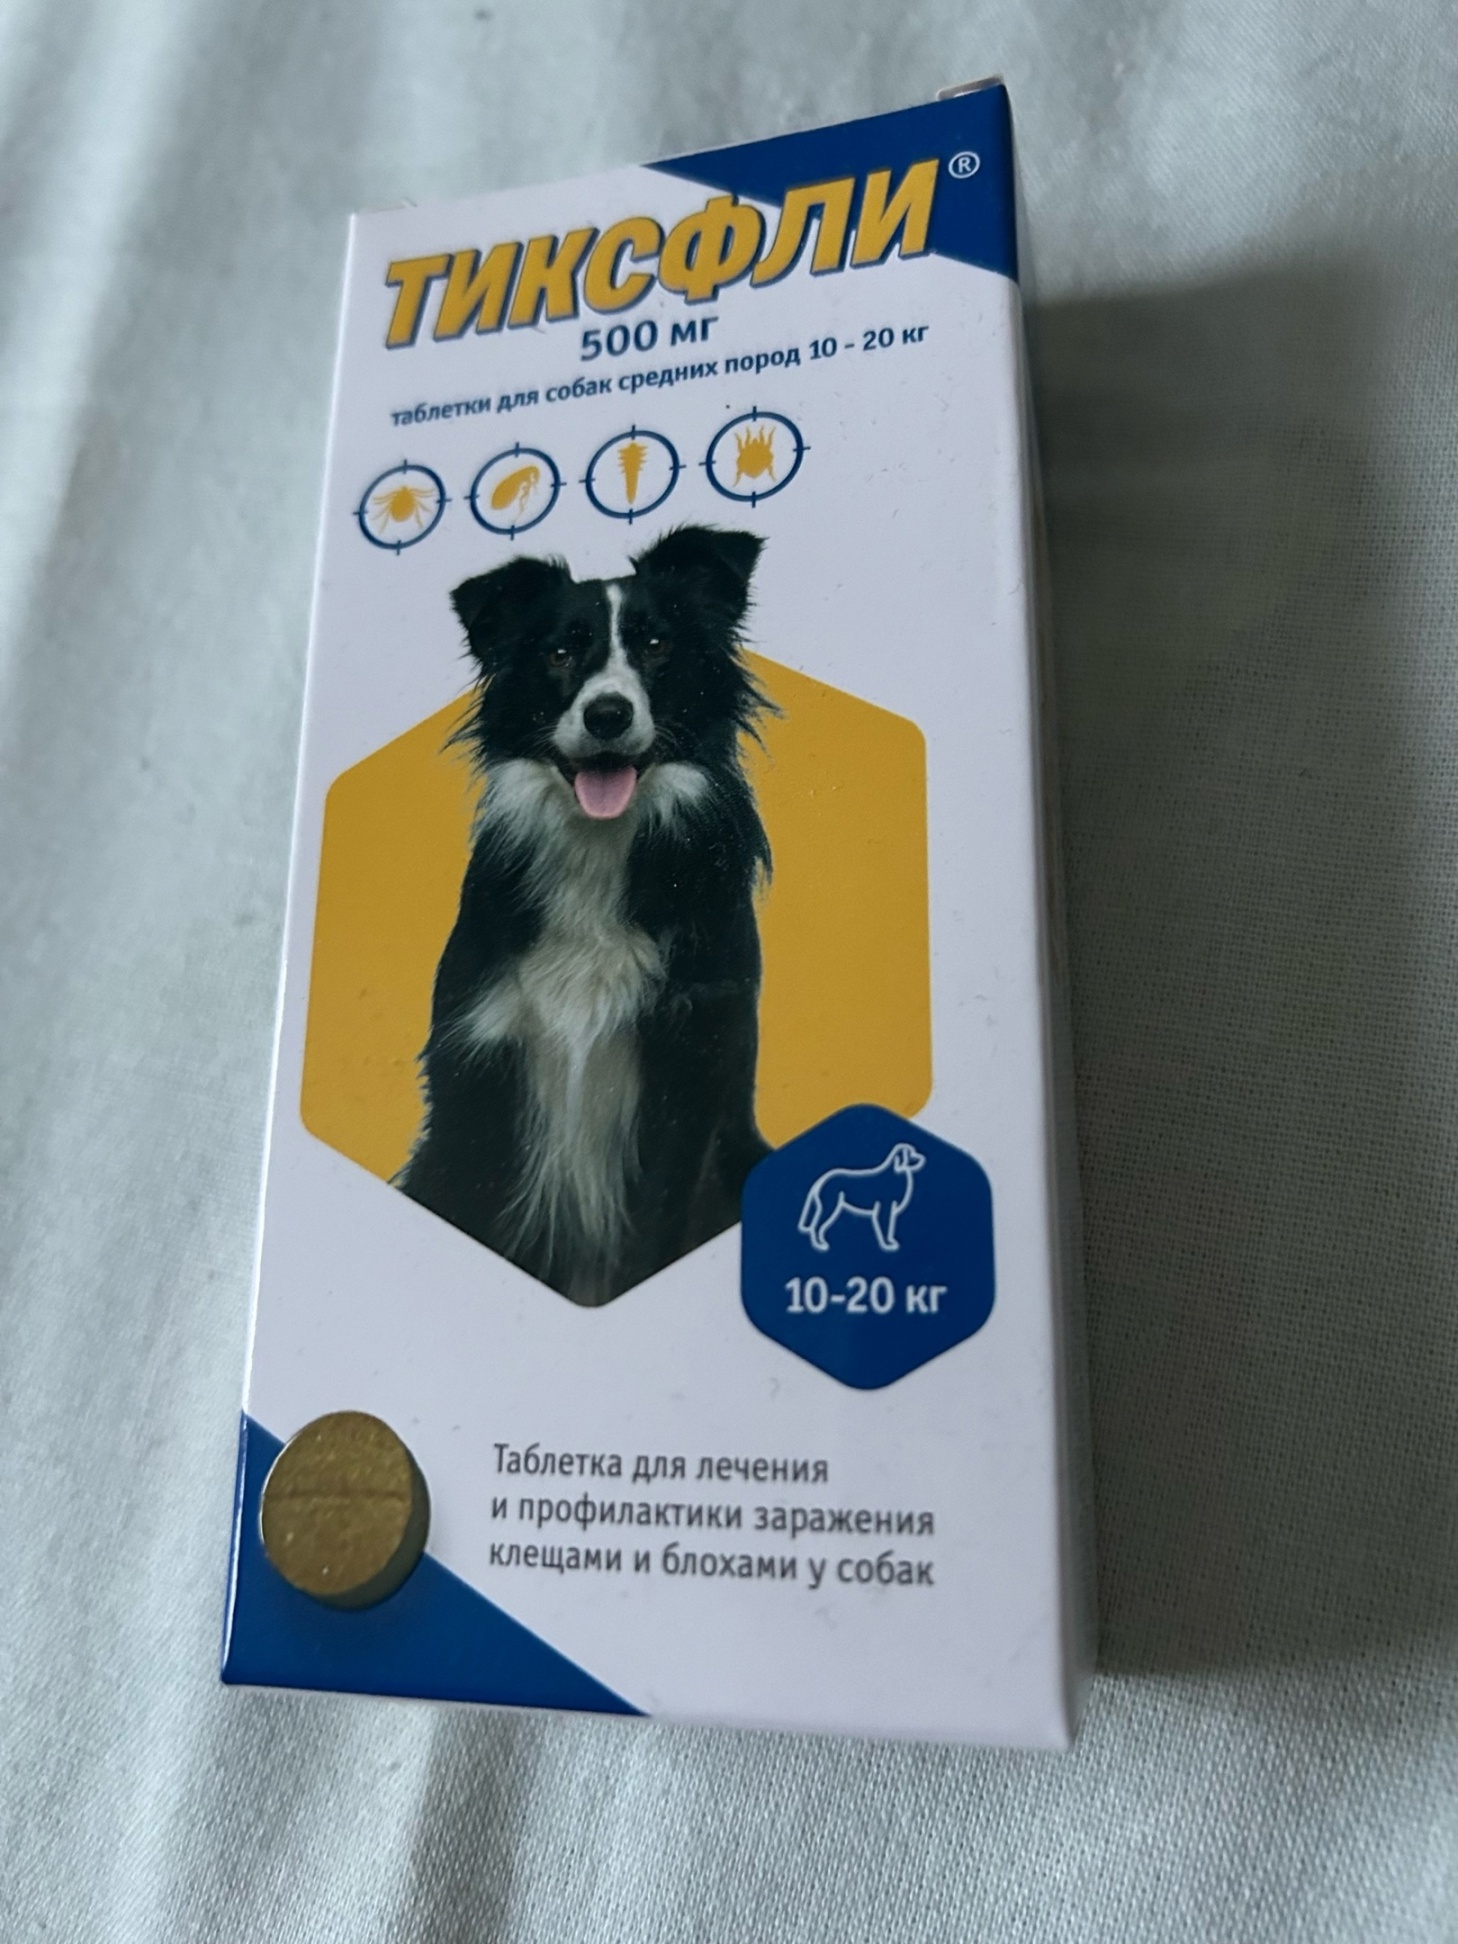 ТИКСФЛИ®
500 мг
таблетки для собак средних пород 10 - 20 кг
10-20 кг
Таблетка для лечения
и профилактики заражения
клещами и блохами у собак